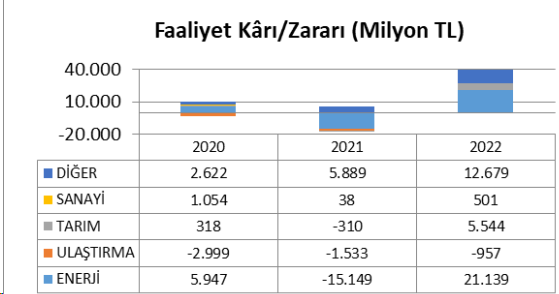 Faaliyet Kârı/Zararı (Milyon TL)
40.000
10.000
-20.000
2020 2021 2022
DİĞER 2.622 5.889 12.679
SANAYİ 1.054 38 501
TARIM 318 -310 5.544
ULAŞTIRMA -2.999 -1.533 -957
ENERJİ 5.947 -15.149 21.139